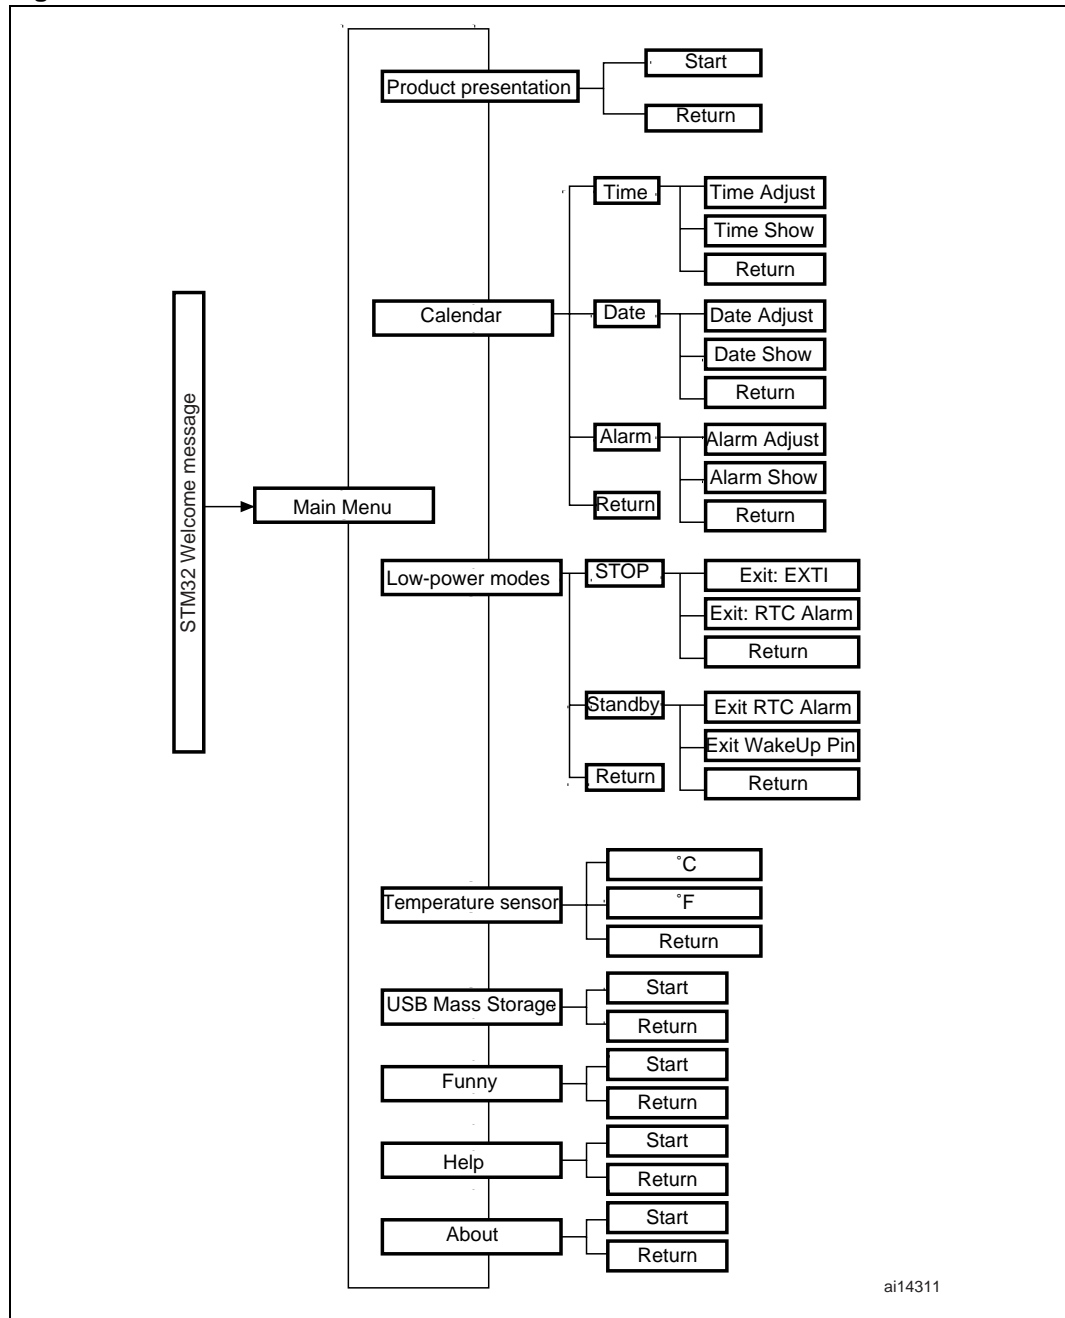 STM32 Welcome message
Main Menu
Product presentation
Start
Return
Calendar
Time
Time Adjust
Time Show
Return
Date
Date Adjust
Date Show
Return
Alarm
Alarm Adjust
Alarm Show
Return
Return
Low-power modes
STOP
Exit: EXTI
Exit: RTC Alarm
Return
Standby
Exit RTC Alarm
Exit WakeUp Pin
Return
Return
Temperature sensor
˚C
˚F
Return
USB Mass Storage
Start
Return
Funny
Start
Return
Help
Start
Return
About
Start
Return
ai14311